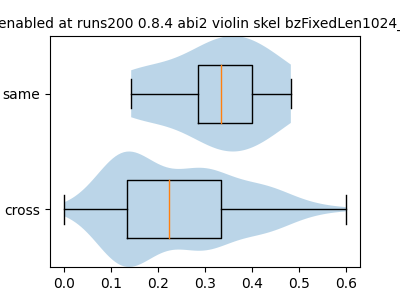 enabled at runs200 0.8.4 abi2 violin skel bzFixedLen1024_
same
cross
0.0 0.1 0.2 0.3 0.4 0.5 0.6